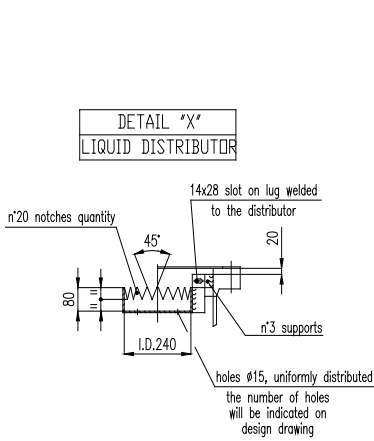 DETAIL "X"
LIQUID DISTRIBUTOR
14x28 slot on lug welded
to the distributor
n°20 notches quantity
45°
20
80
=
=
n°3 supports
I.D.240
holes ø15, uniformly distributed
the number of holes
will be indicated on
design drawing